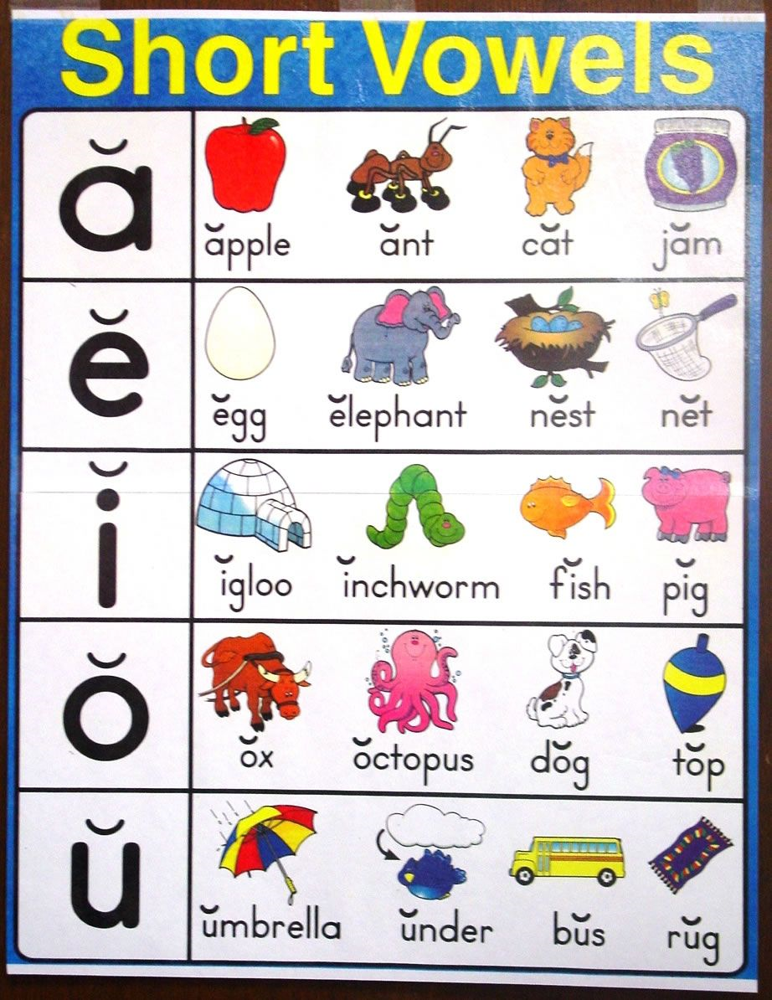 Short Vowels
ă
ăpple ănt căt jăm
ĕ
ĕgg ĕlephant nĕst nĕt
ĭ
ĭgloo ĭnchworm fĭsh pĭg
ŏ
ŏx ŏctopus dŏg tŏp
ŭ
ŭmbrella ŭnder bŭs rŭg